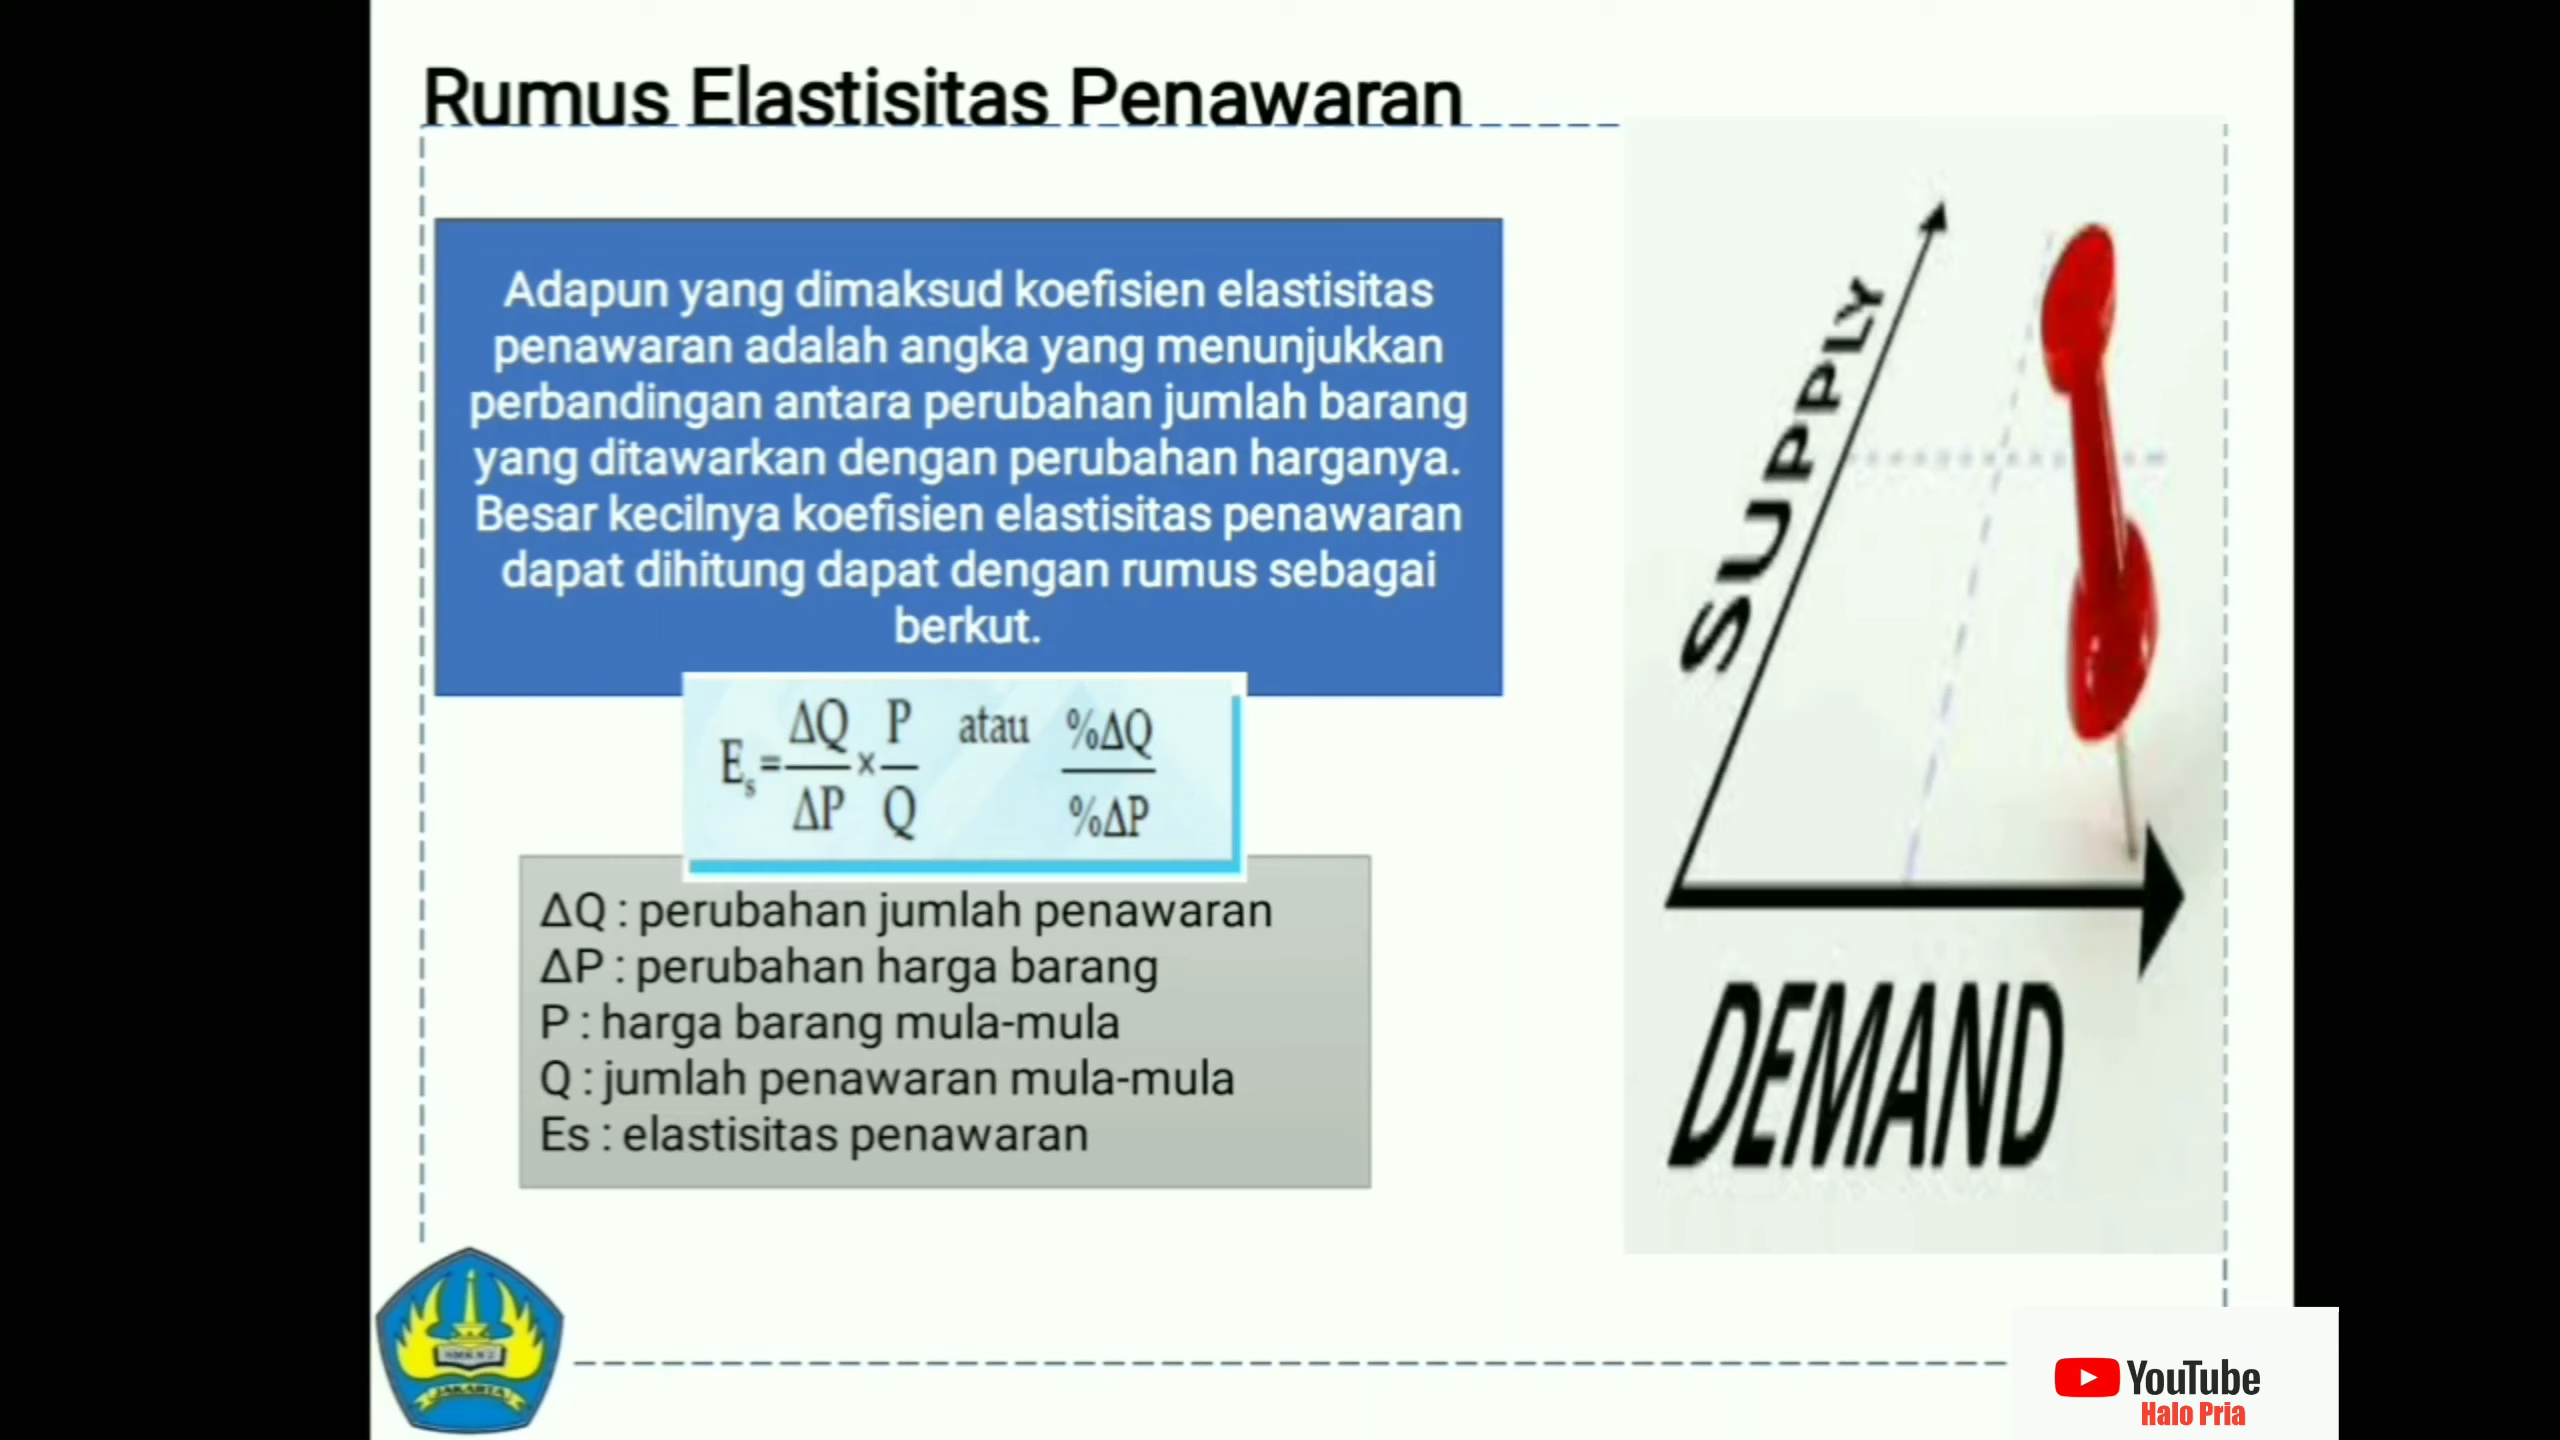 Rumus Elastisitas Penawaran
Adapun yang dimaksud koefisien elastisitas
penawaran adalah angka yang menunjukkan
perbandingan antara perubahan jumlah barang
yang ditawarkan dengan perubahan harganya.
Besar kecilnya koefisien elastisitas penawaran
dapat dihitung dapat dengan rumus sebagai
berkut.
E_s = ΔQ/ΔP × P/Q atau %ΔQ/%ΔP
ΔQ : perubahan jumlah penawaran
ΔP : perubahan harga barang
P : harga barang mula-mula
Q : jumlah penawaran mula-mula
Es : elastisitas penawaran
SUPPLY
DEMAND
JAKARTA
YouTube
Halo Pria